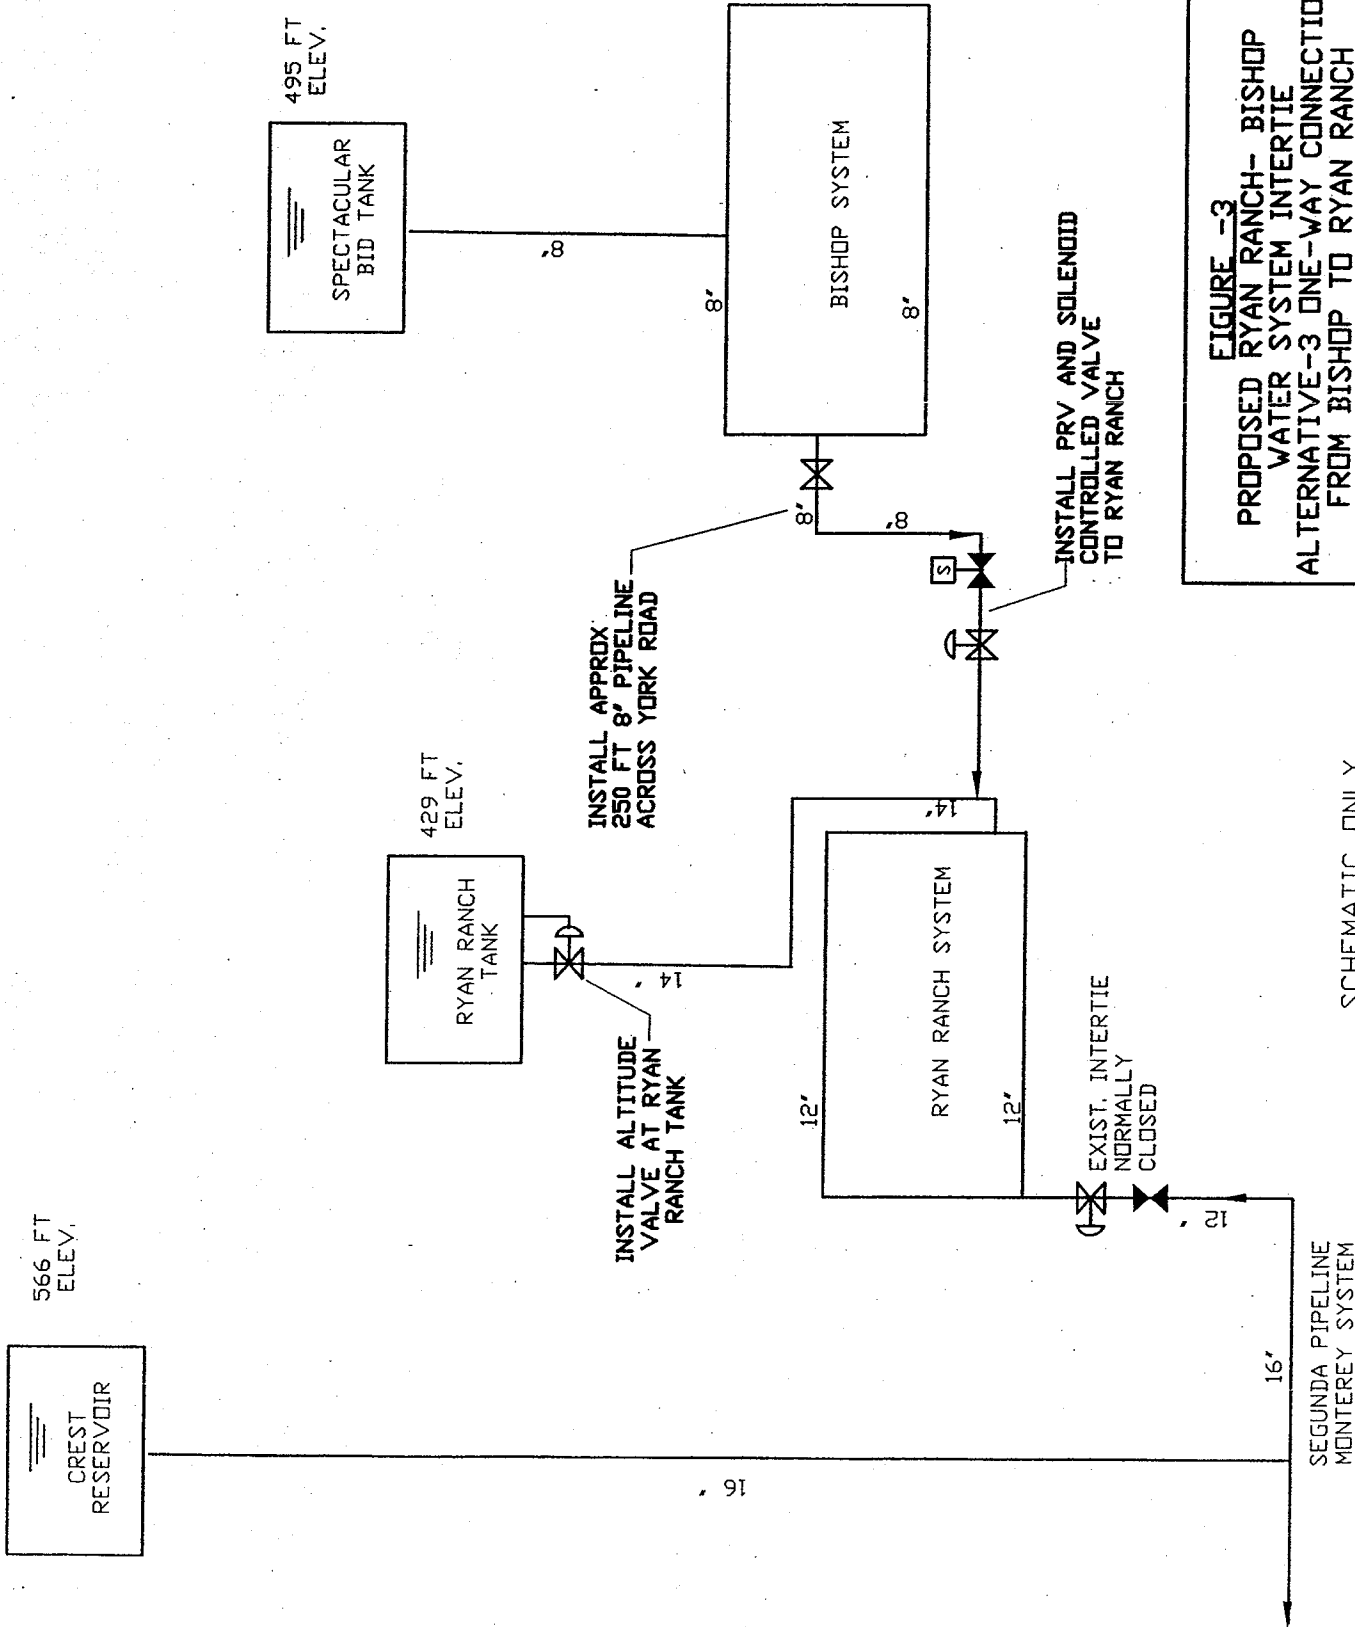 566 FT
ELEV.
CREST
RESERVOIR
16"
16"
SEGUNDA PIPELINE
MONTEREY SYSTEM
429 FT
ELEV.
RYAN RANCH
TANK
INSTALL ALTITUDE
VALVE AT RYAN
RANCH TANK
14"
14"
12"
RYAN RANCH SYSTEM
12"
EXIST. INTERTIE
NORMALLY
CLOSED
12"
495 FT
ELEV.
SPECTACULAR
BID TANK
8"
8"
BISHOP SYSTEM
8"
INSTALL APPROX
250 FT 8" PIPELINE
ACROSS YORK ROAD
8"
8"
S
INSTALL PRV AND SOLENOID
CONTROLLED VALVE
TO RYAN RANCH
SCHEMATIC ONLY
FIGURE -3
PROPOSED RYAN RANCH- BISHOP
WATER SYSTEM INTERTIE
ALTERNATIVE-3 ONE-WAY CONNECTIO
FROM BISHOP TO RYAN RANCH